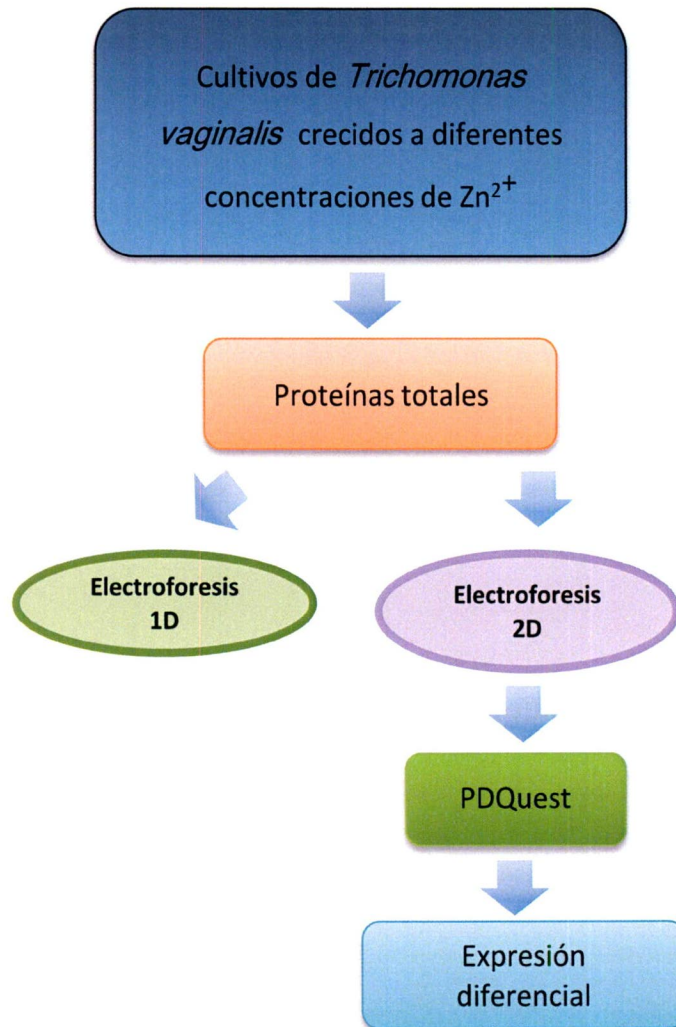 Cultivos de Trichomonas
vaginalis crecidos a diferentes
concentraciones de Zn²⁺
Proteínas totales
Electroforesis
1D
Electroforesis
2D
PDQuest
Expresión
diferencial